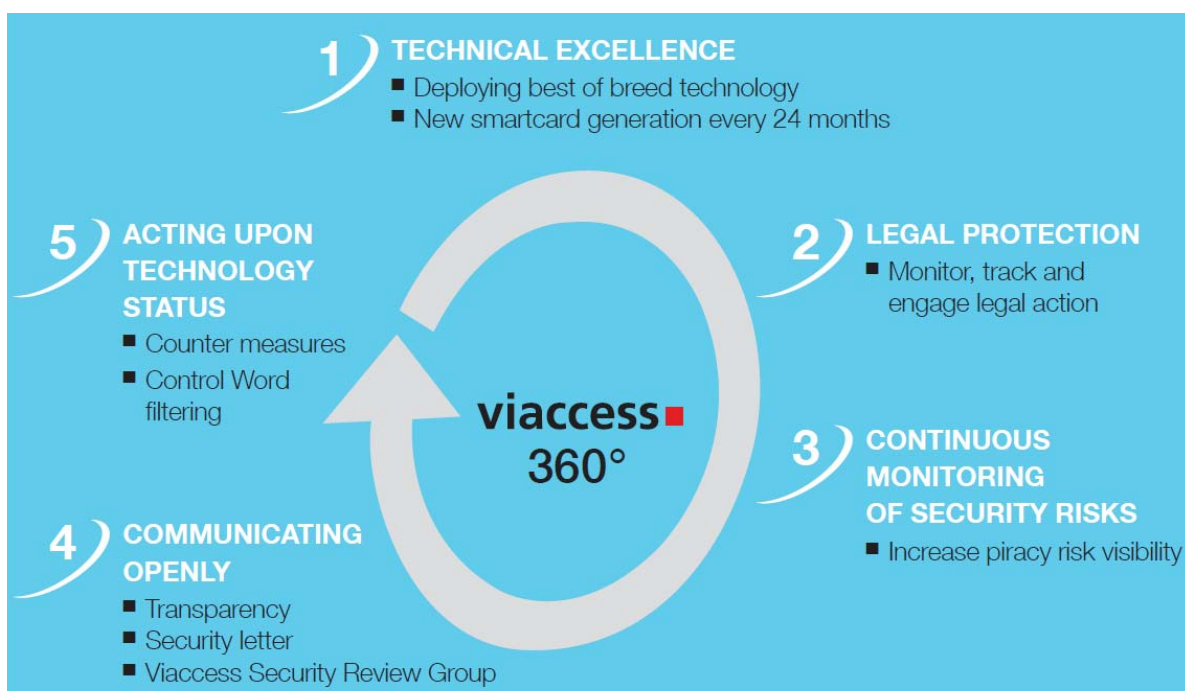 1
TECHNICAL EXCELLENCE
■ Deploying best of breed technology
■ New smartcard generation every 24 months
2
LEGAL PROTECTION
■ Monitor, track and
engage legal action
3
CONTINUOUS
MONITORING
OF SECURITY RISKS
■ Increase piracy risk visibility
4
COMMUNICATING
OPENLY
■ Transparency
■ Security letter
■ Viaccess Security Review Group
5
ACTING UPON
TECHNOLOGY
STATUS
■ Counter measures
■ Control Word
filtering
viaccess
360°